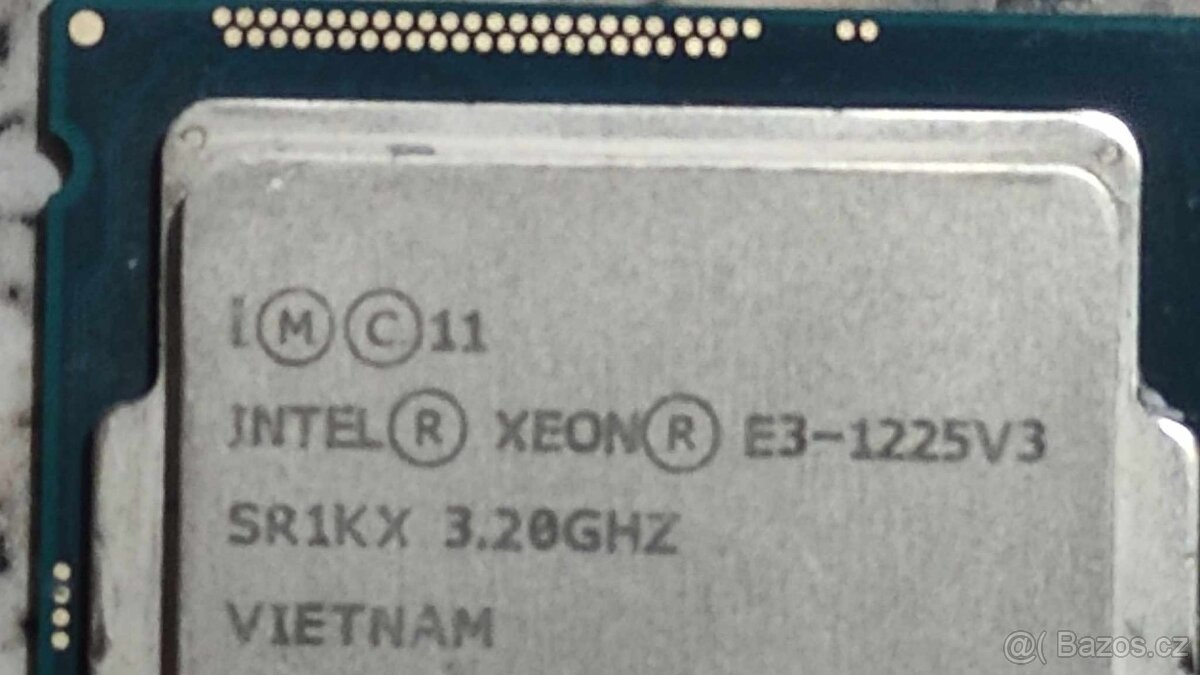 i Ⓜ Ⓒ 11
INTEL® XEON® E3-1225V3
SR1KX 3.20GHZ
VIETNAM
@( Bazos.cz